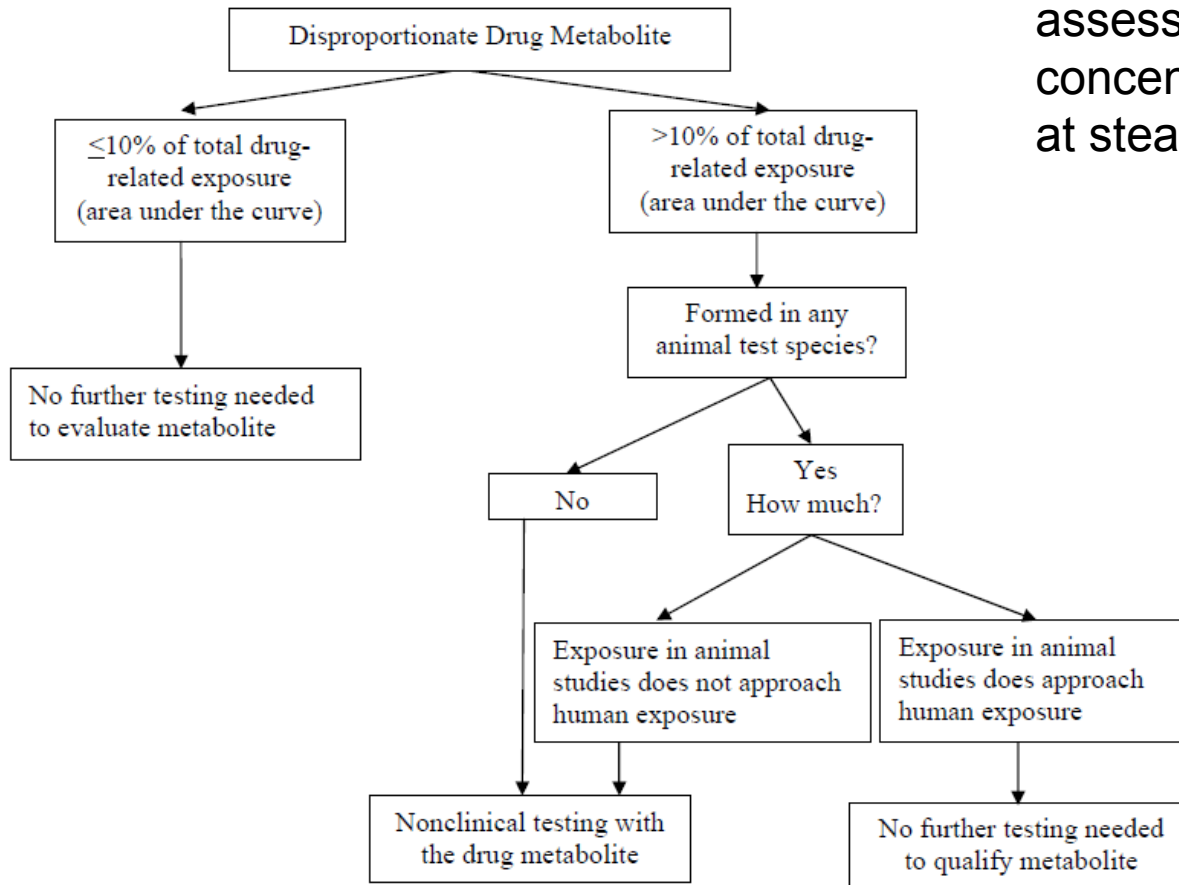 Disproportionate Drug Metabolite
assess
concen
at stea
≤10% of total drug-
related exposure
(area under the curve)
>10% of total drug-
related exposure
(area under the curve)
Formed in any
animal test species?
No further testing needed
to evaluate metabolite
No
Yes
How much?
Exposure in animal
studies does not approach
human exposure
Exposure in animal
studies does approach
human exposure
Nonclinical testing with
the drug metabolite
No further testing needed
to qualify metabolite